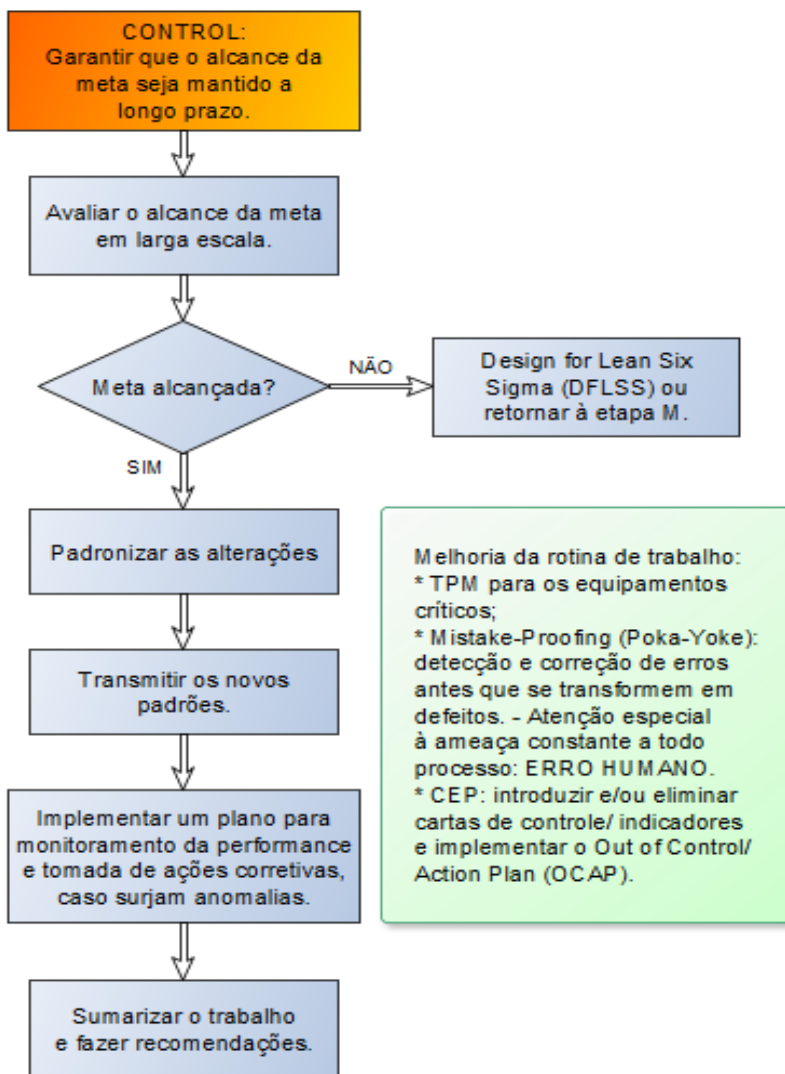 CONTROL:
Garantir que o alcance da
meta seja mantido a
longo prazo.
Avaliar o alcance da meta
em larga escala.
Meta alcançada?
NÃO
Design for Lean Six
Sigma (DFLSS) ou
retornar à etapa M.
SIM
Padronizar as alterações
Transmitir os novos
padrões.
Implementar um plano para
monitoramento da performance
e tomada de ações corretivas,
caso surjam anomalias.
Sumarizar o trabalho
e fazer recomendações.
Melhoria da rotina de trabalho:
* TPM para os equipamentos
críticos;
* Mistake-Proofing (Poka-Yoke):
detecção e correção de erros
antes que se transformem em
defeitos. - Atenção especial
à ameaça constante a todo
processo: ERRO HUMANO.
* CEP: introduzir e/ou eliminar
cartas de controle/ indicadores
e implementar o Out of Control/
Action Plan (OCAP).